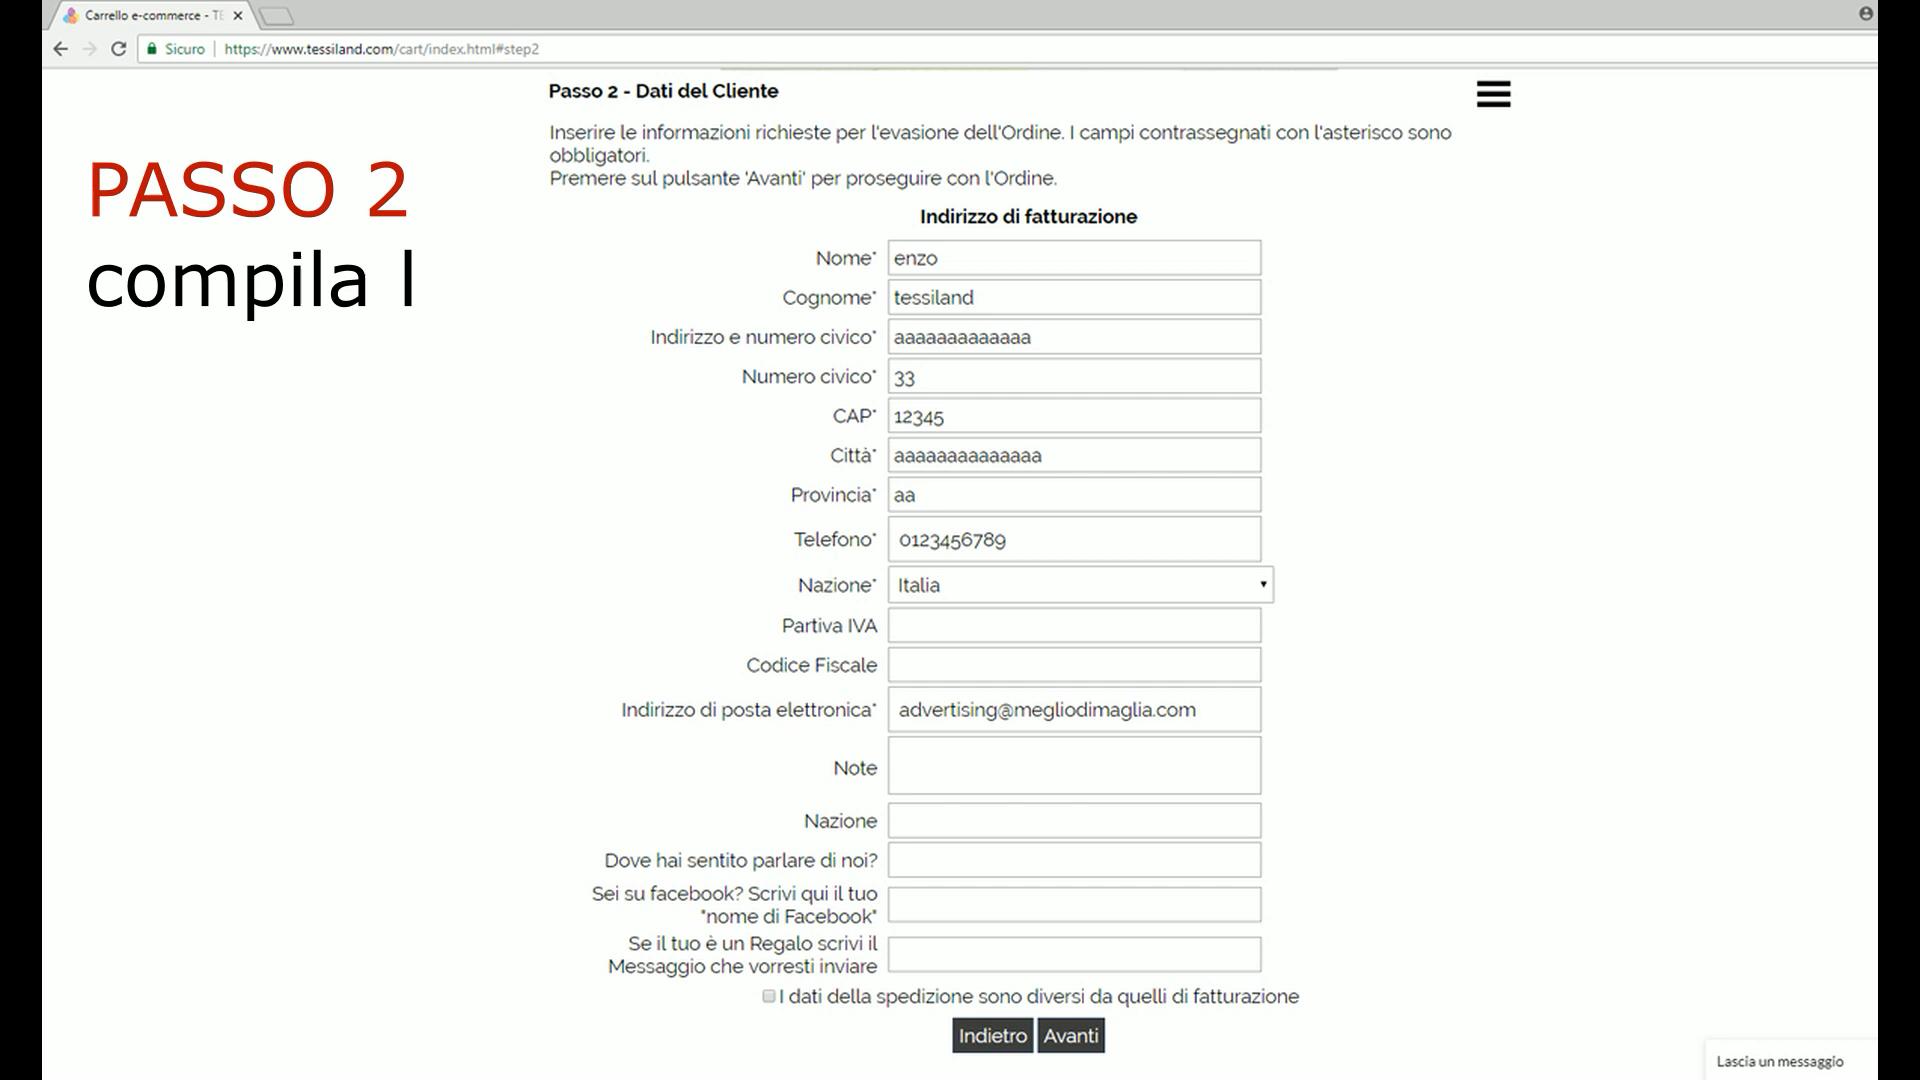 Carrello e-commerce - TE
Sicuro
https://www.tessiland.com/cart/index.html#step2
Passo 2 - Dati del Cliente
Inserire le informazioni richieste per l'evasione dell'Ordine. I campi contrassegnati con l'asterisco sono
obbligatori.
Premere sul pulsante 'Avanti' per proseguire con l'Ordine.
PASSO 2
compila l
Indirizzo di fatturazione
Nome* enzo
Cognome* tessiland
Indirizzo e numero civico* aaaaaaaaaaaaa
Numero civico* 33
CAP* 12345
Città* aaaaaaaaaaaaaa
Provincia* aa
Telefono* 0123456789
Nazione* Italia
Partiva IVA
Codice Fiscale
Indirizzo di posta elettronica* advertising@megliodimaglia.com
Note
Nazione
Dove hai sentito parlare di noi?
Sei su facebook? Scrivi qui il tuo
"nome di Facebook"
Se il tuo è un Regalo scrivi il
Messaggio che vorresti inviare
I dati della spedizione sono diversi da quelli di fatturazione
Indietro Avanti
Lascia un messaggio